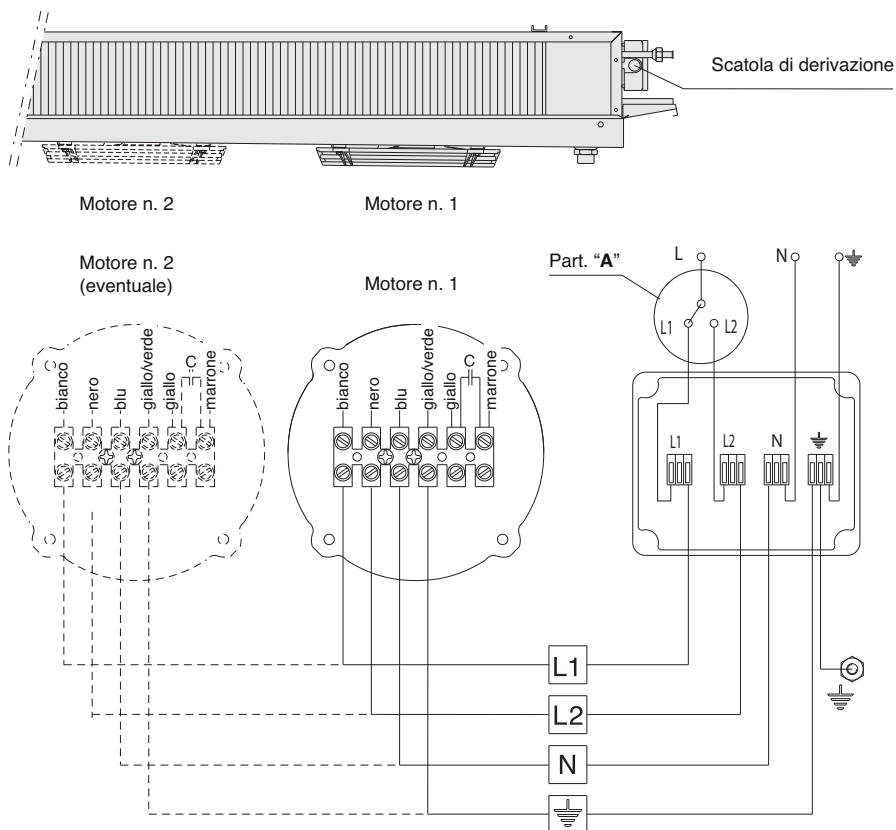 Scatola di derivazione
Motore n. 2
Motore n. 1
Motore n. 2
(eventuale)
Motore n. 1
Part. “A”
L
N
L1
L2
bianco
nero
blu
giallo/verde
giallo
C
marrone
bianco
nero
blu
giallo/verde
giallo
C
marrone
L1
L2
N
L1
L2
N